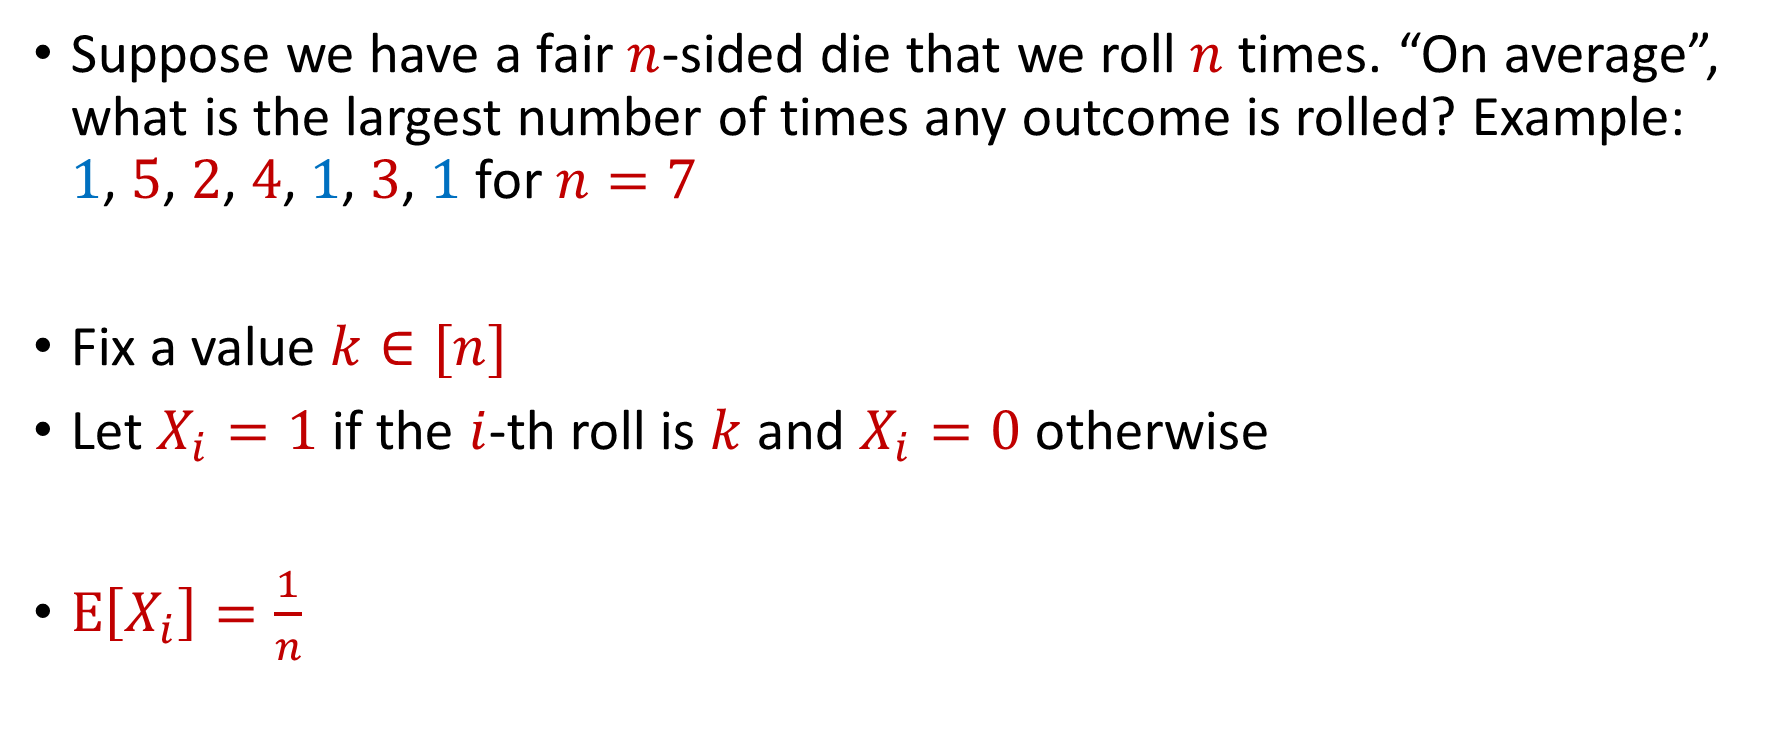 • Suppose we have a fair n-sided die that we roll n times. “On average”,
what is the largest number of times any outcome is rolled? Example:
1, 5, 2, 4, 1, 3, 1 for n = 7
• Fix a value k ∈ [n]
• Let Xᵢ = 1 if the i-th roll is k and Xᵢ = 0 otherwise
• E[Xᵢ] = 1/n